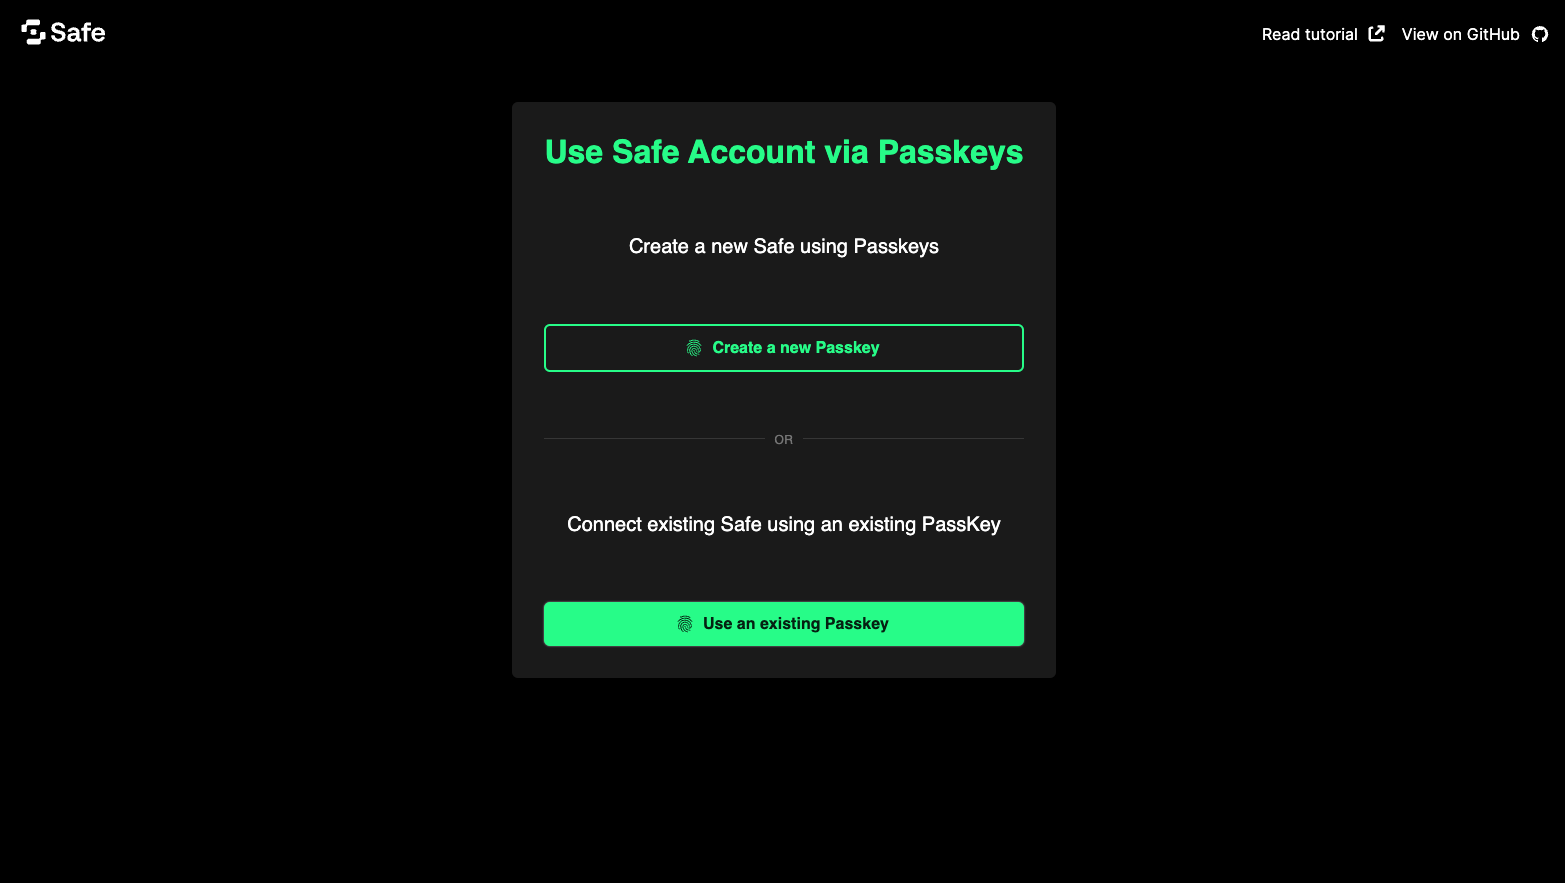 Safe
Read tutorial
View on GitHub
Use Safe Account via Passkeys
Create a new Safe using Passkeys
Create a new Passkey
OR
Connect existing Safe using an existing PassKey
Use an existing Passkey